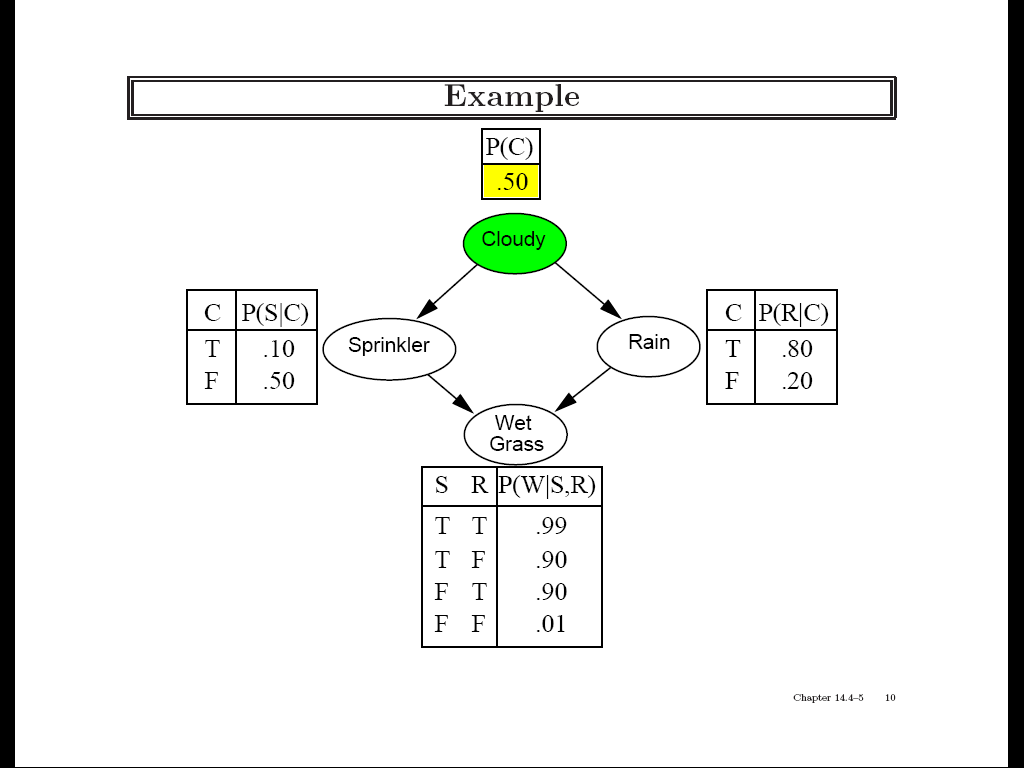 Example
P(C)
.50
Cloudy
C P(S|C)
T .10
F .50
Sprinkler
Rain
C P(R|C)
T .80
F .20
Wet
Grass
S R P(W|S,R)
T T .99
T F .90
F T .90
F F .01
Chapter 14.4–5 10